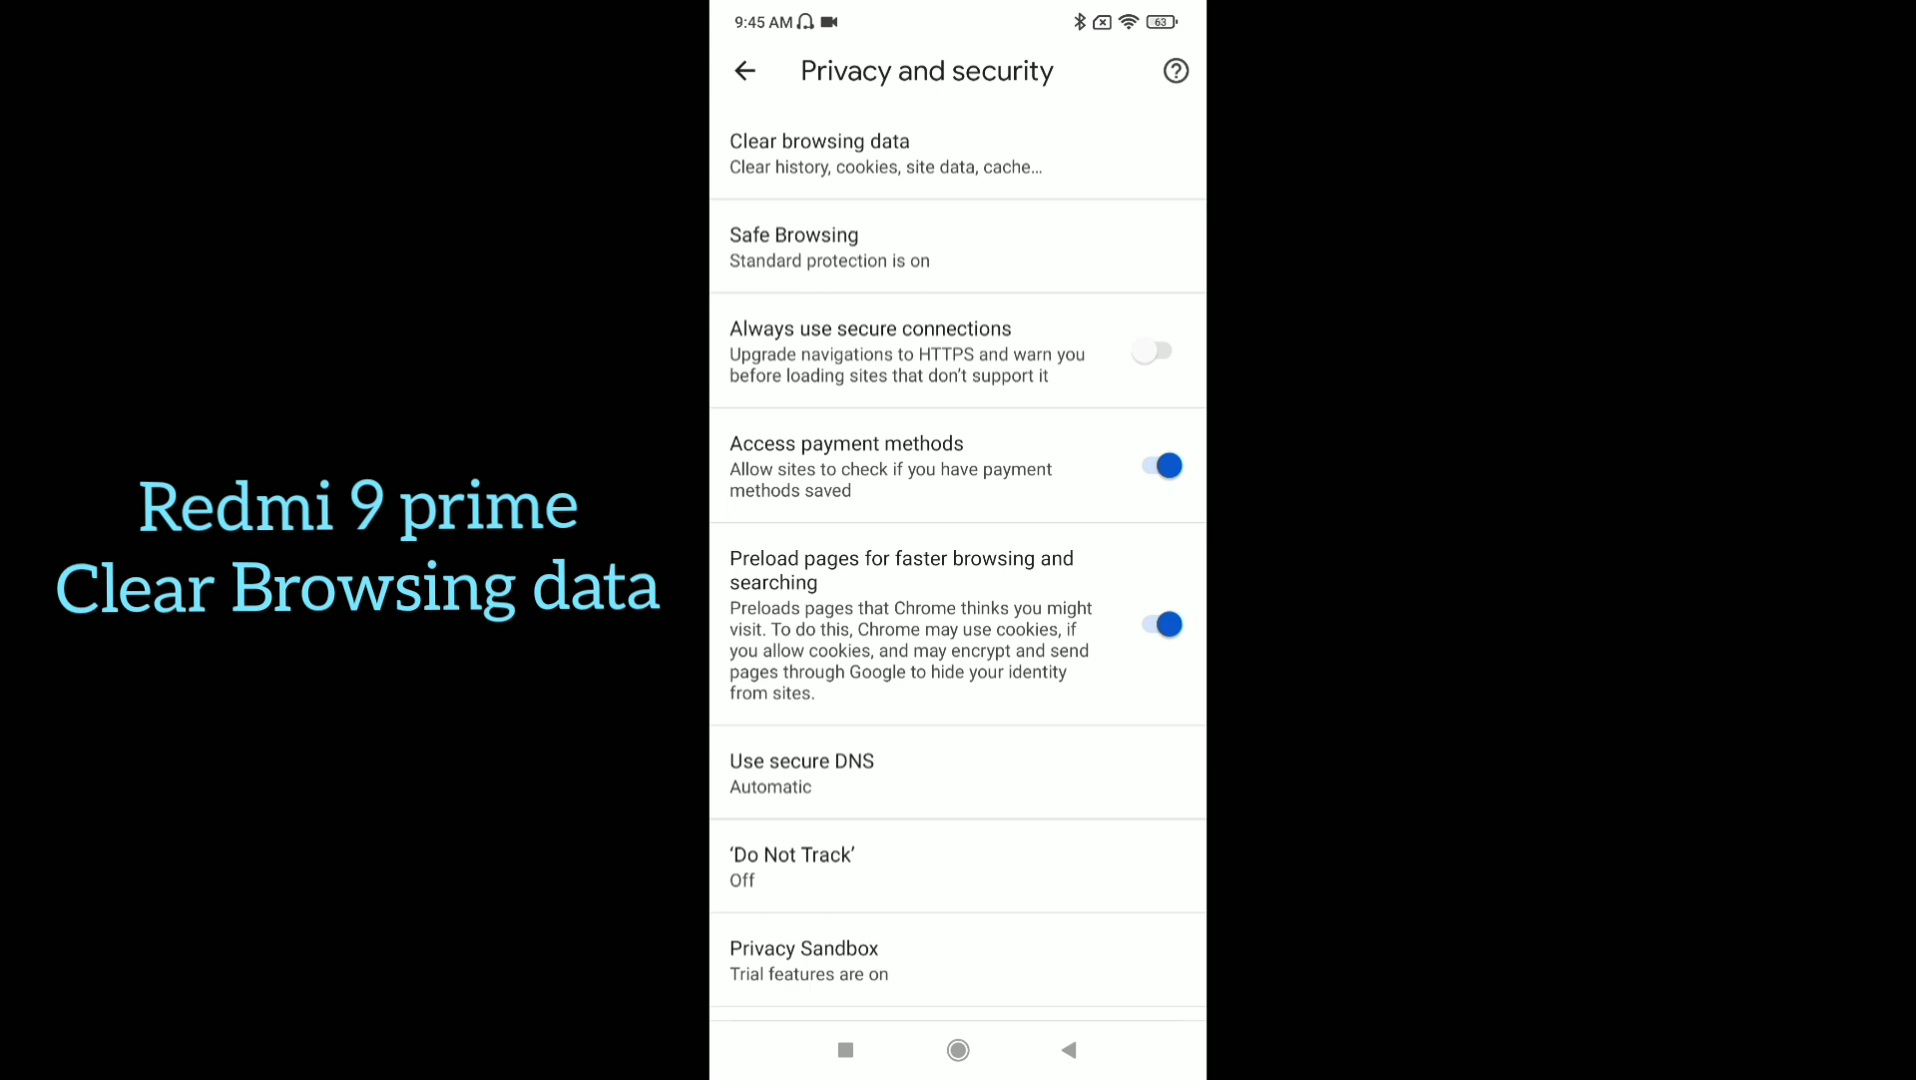 9:45 AM
63
Privacy and security
Clear browsing data
Clear history, cookies, site data, cache...
Safe Browsing
Standard protection is on
Always use secure connections
Upgrade navigations to HTTPS and warn you
before loading sites that don't support it
Access payment methods
Allow sites to check if you have payment
methods saved
Preload pages for faster browsing and
searching
Preloads pages that Chrome thinks you might
visit. To do this, Chrome may use cookies, if
you allow cookies, and may encrypt and send
pages through Google to hide your identity
from sites.
Use secure DNS
Automatic
‘Do Not Track’
Off
Privacy Sandbox
Trial features are on
Redmi 9 prime
Clear Browsing data